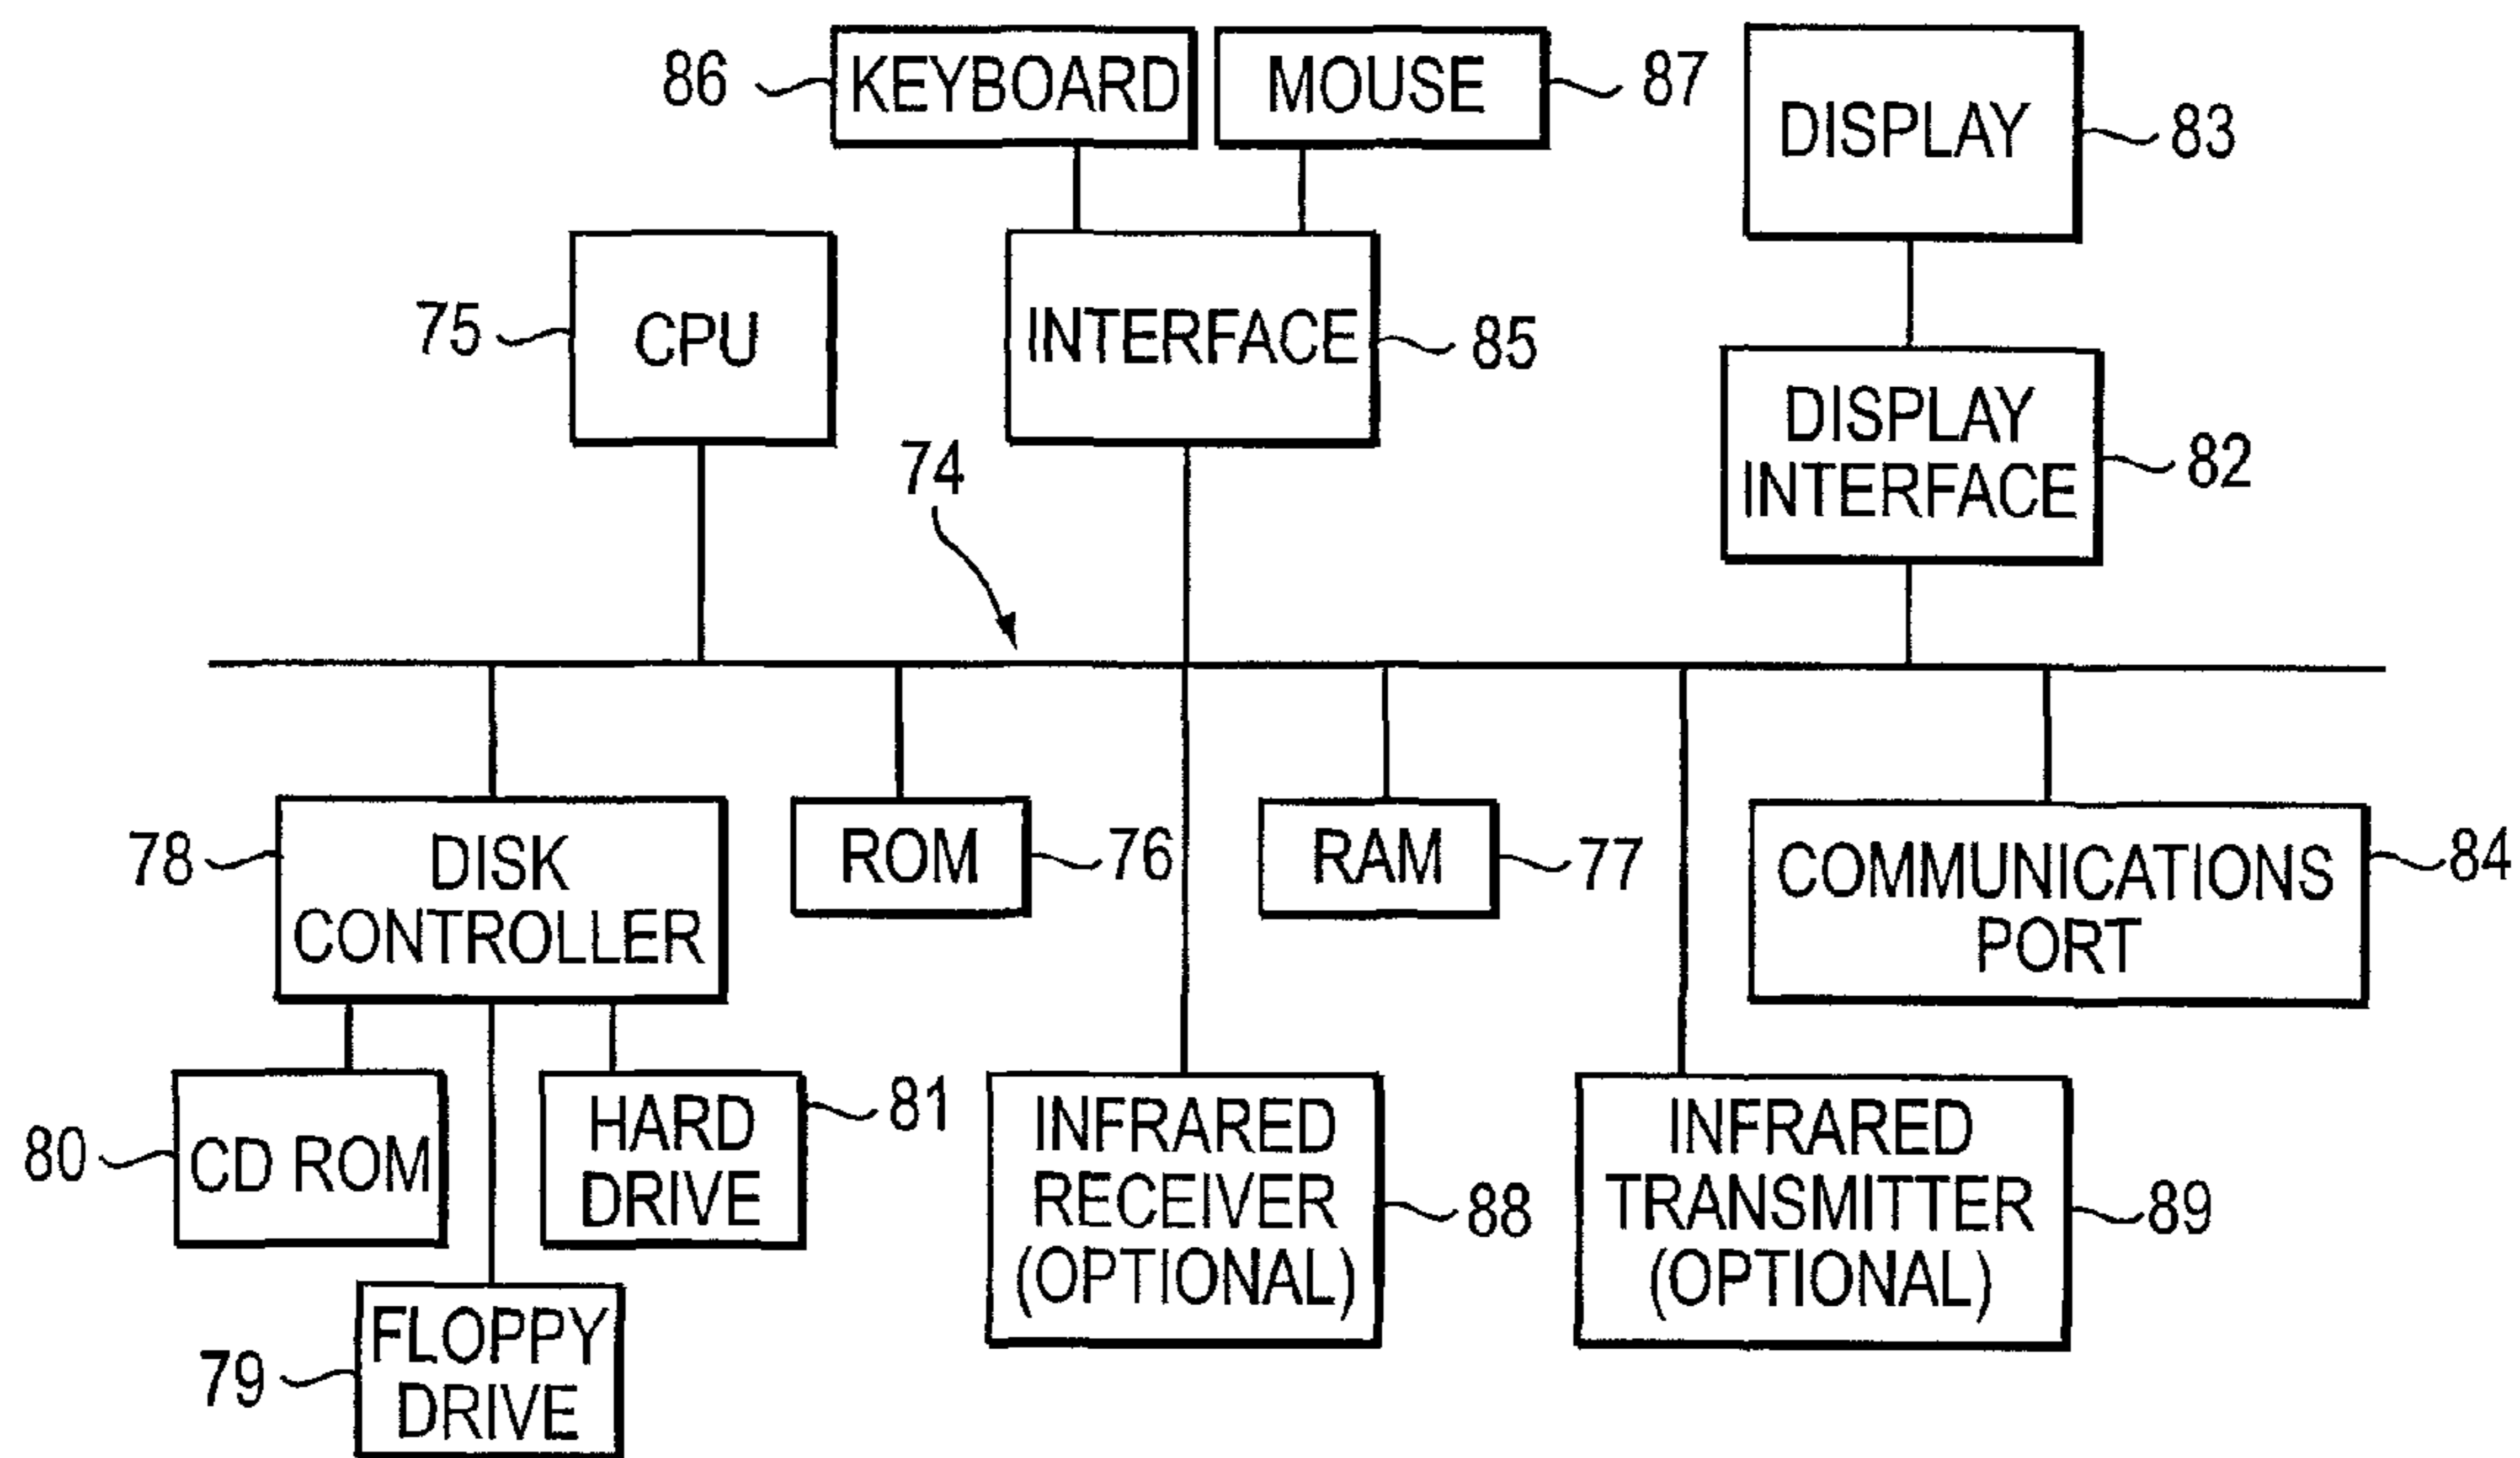 86
KEYBOARD
MOUSE
87
DISPLAY
83
75
CPU
INTERFACE
85
DISPLAY
INTERFACE
82
74
78
DISK
CONTROLLER
ROM
76
RAM
77
COMMUNICATIONS
PORT
84
80
CD ROM
HARD
DRIVE
81
INFRARED
RECEIVER
(OPTIONAL)
88
INFRARED
TRANSMITTER
(OPTIONAL)
89
79
FLOPPY
DRIVE